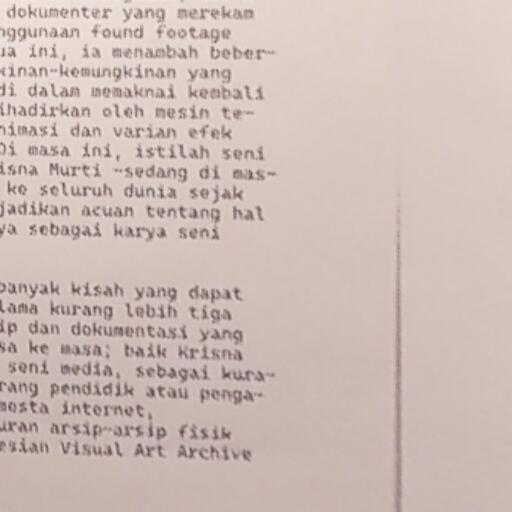 dokumenter yang merekam
nggunaan found footage
ua ini, ia menambah beber-
kinan-kemungkinan yang
di dalam memaknai kembali
ihadirkan oleh mesin te-
nimasi dan varian efek
Di masa ini, istilah seni
isna Murti -sedang di mas-
ke seluruh dunia sejak
jadikan acuan tentang hal
ya sebagai karya seni
banyak kisah yang dapat
lama kurang lebih tiga
ip dan dokumentasi yang
sa ke masa; baik Krisna
seni media, sebagai kura-
rang pendidik atau penga-
mesta internet,
uran arsip-arsip fisik
esian Visual Art Archive